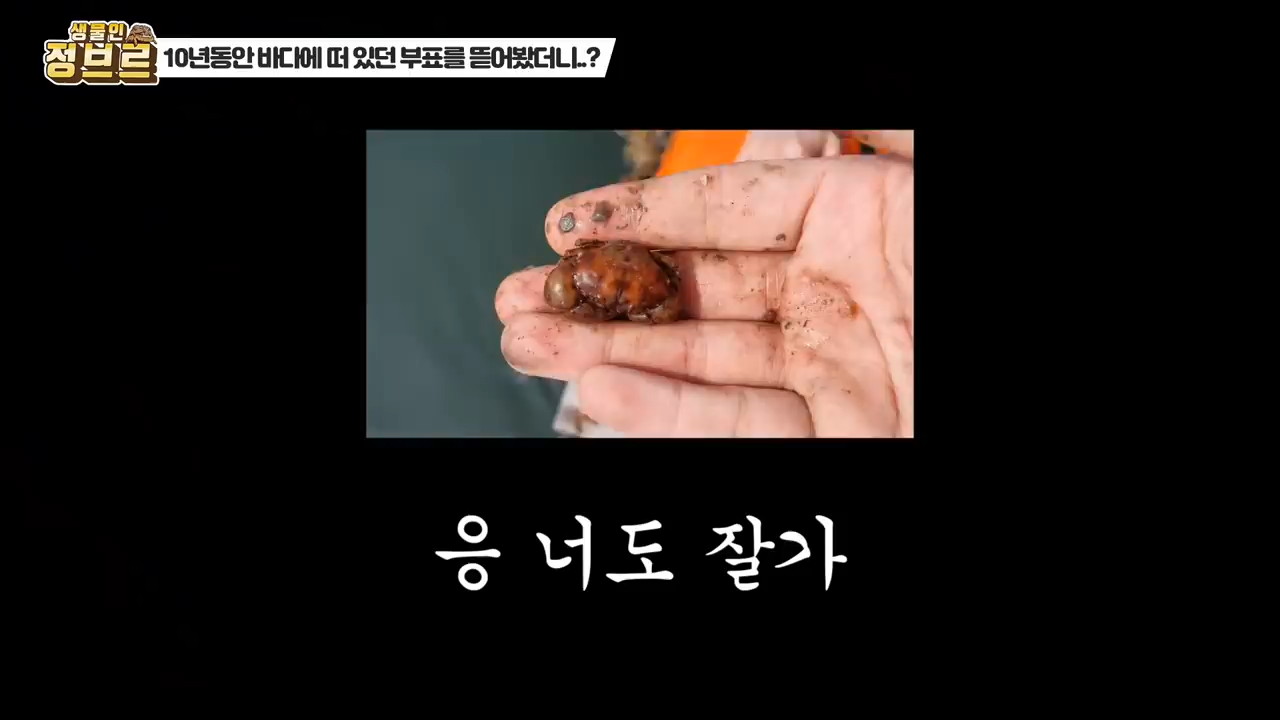 생물인
정브르
10년동안 바다에 떠 있던 부표를 뜯어봤더니..?
응 너도 잘가